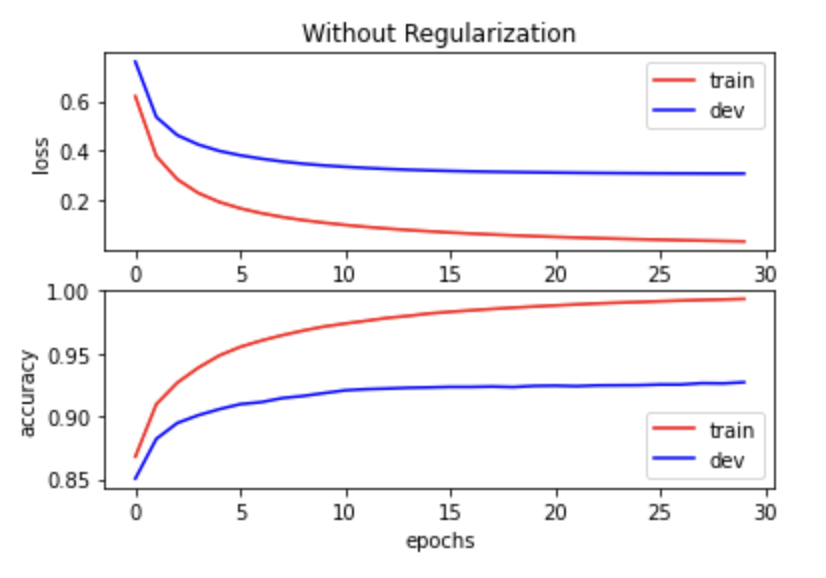 Without Regularization
train
dev
0.6
0.4
0.2
loss
0 5 10 15 20 25 30
1.00
0.95
0.90
0.85
accuracy
train
dev
0 5 10 15 20 25 30
epochs